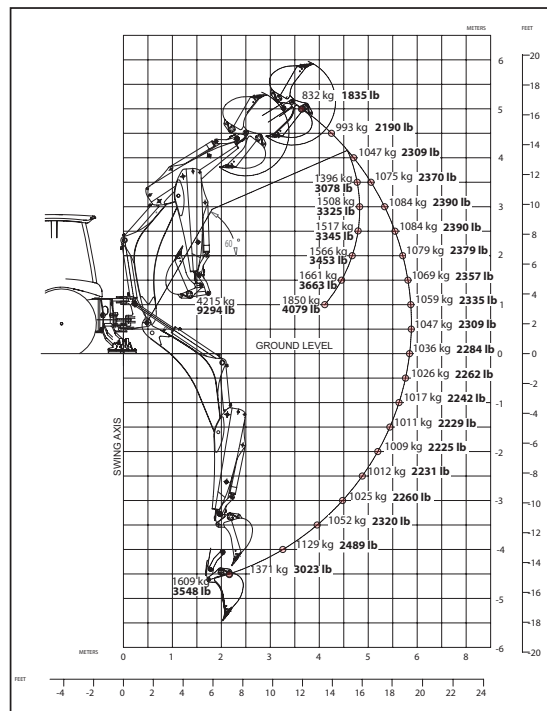 METERS FEET
6
20
18
832 kg 1835 lb
5
16
993 kg 2190 lb
14
1047 kg 2309 lb
4
1396 kg
3078 lb
1075 kg 2370 lb
12
1508 kg
3325 lb
1084 kg 2390 lb
3
10
1517 kg
3345 lb
1084 kg 2390 lb
8
60°
1566 kg
3453 lb
1079 kg 2379 lb
2
6
1661 kg
3663 lb
1069 kg 2357 lb
4
4215 kg
9294 lb
1850 kg
4079 lb
1059 kg 2335 lb
1
1047 kg 2309 lb
2
GROUND LEVEL
1036 kg 2284 lb
0
0
1026 kg 2262 lb
-2
1017 kg 2242 lb
-1
-4
SWING AXIS
1011 kg 2229 lb
-6
1009 kg 2225 lb
-2
-8
1012 kg 2231 lb
1025 kg 2260 lb
-3
-10
1052 kg 2320 lb
-12
1129 kg 2489 lb
-4
-14
1371 kg 3023 lb
1609 kg
3548 lb
-5
-16
-18
-6
-20
METERS
0 1 2 3 4 5 6 7 8
FEET
-4 -2 0 2 4 6 8 10 12 14 16 18 20 22 24